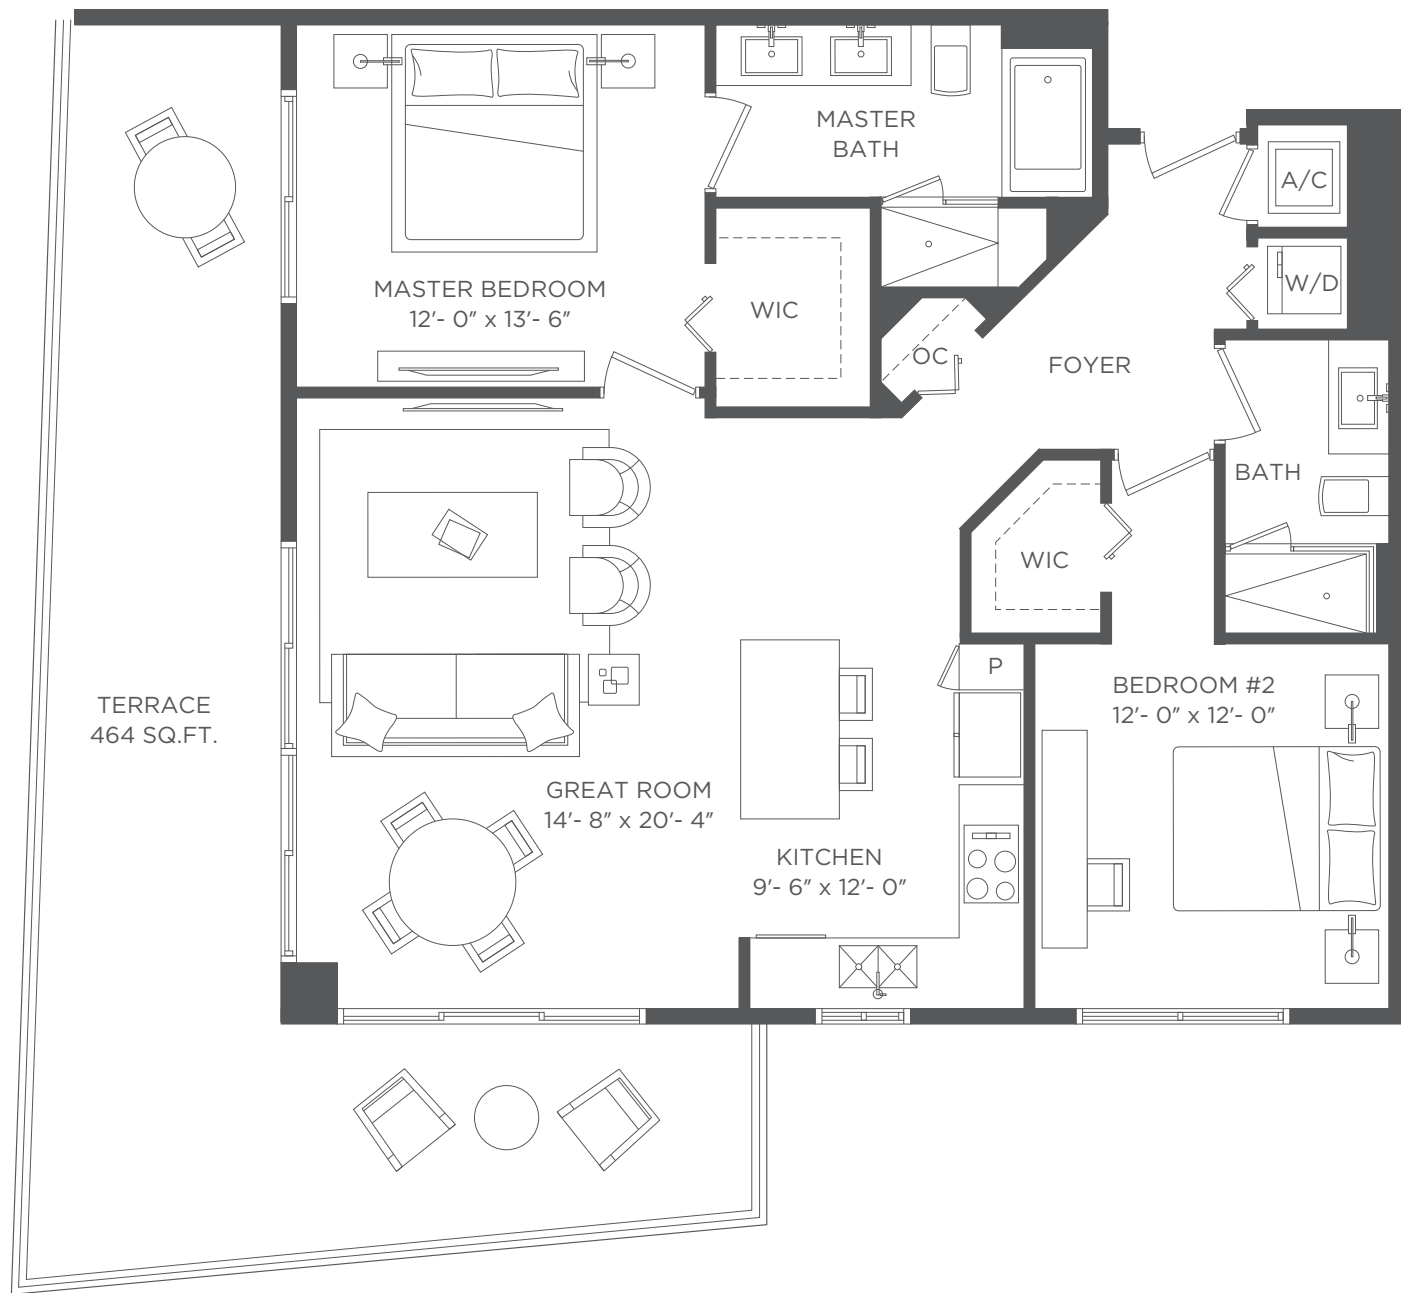 MASTER
BATH
A/C
MASTER BEDROOM
12'- 0" x 13'- 6"
WIC
W/D
OC
FOYER
BATH
WIC
P
BEDROOM #2
12'- 0" x 12'- 0"
TERRACE
464 SQ.FT.
GREAT ROOM
14'- 8" x 20'- 4"
KITCHEN
9'- 6" x 12'- 0"